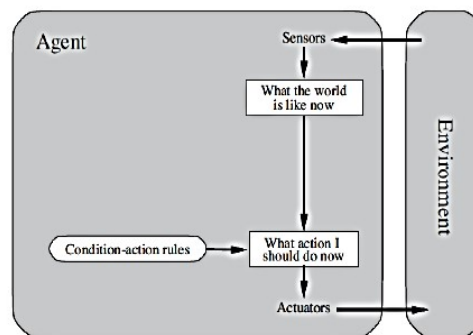 Agent
Sensors
What the world
is like now
Environment
Condition-action rules
What action I
should do now
Actuators